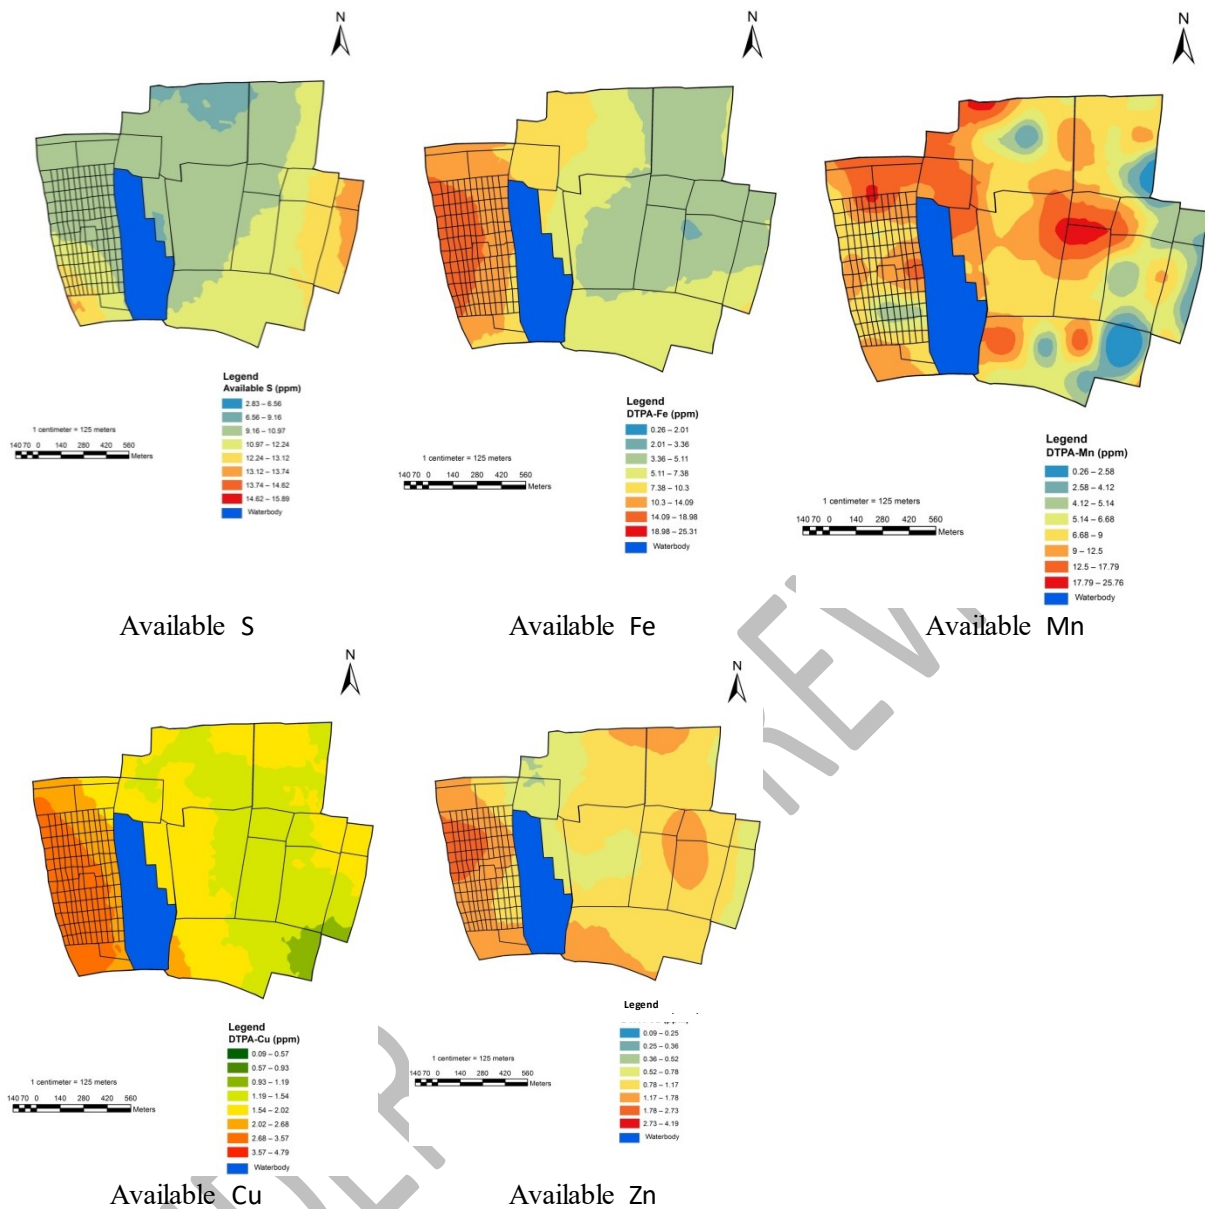 N
N
N
Legend
Available S (ppm)
2.83 – 6.56
6.56 – 9.16
9.16 – 10.97
10.97 – 12.24
12.24 – 13.12
13.12 – 13.74
13.74 – 14.62
14.62 – 15.89
Waterbody
1 centimeter = 125 meters
140 70 0 140 280 420 560
Meters
Legend
DTPA-Fe (ppm)
0.26 – 2.01
2.01 – 3.36
3.36 – 5.11
5.11 – 7.38
7.38 – 10.3
10.3 – 14.09
14.09 – 18.98
18.98 – 25.31
Waterbody
1 centimeter = 125 meters
140 70 0 140 280 420 560
Meters
Legend
DTPA-Mn (ppm)
0.26 – 2.58
2.58 – 4.12
4.12 – 5.14
5.14 – 6.68
6.68 – 9
9 – 12.5
12.5 – 17.79
17.79 – 25.76
Waterbody
1 centimeter = 125 meters
140 70 0 140 280 420 560
Meters
Available S
Available Fe
Available Mn
N
N
Legend
DTPA-Cu (ppm)
0.09 – 0.57
0.57 – 0.93
0.93 – 1.19
1.19 – 1.54
1.54 – 2.02
2.02 – 2.68
2.68 – 3.57
3.57 – 4.79
Waterbody
1 centimeter = 125 meters
140 70 0 140 280 420 560
Meters
Legend
0.09 – 0.25
0.25 – 0.36
0.36 – 0.52
0.52 – 0.78
0.78 – 1.17
1.17 – 1.78
1.78 – 2.73
2.73 – 4.19
Waterbody
1 centimeter = 125 meters
140 70 0 140 280 420 560
Meters
Available Cu
Available Zn